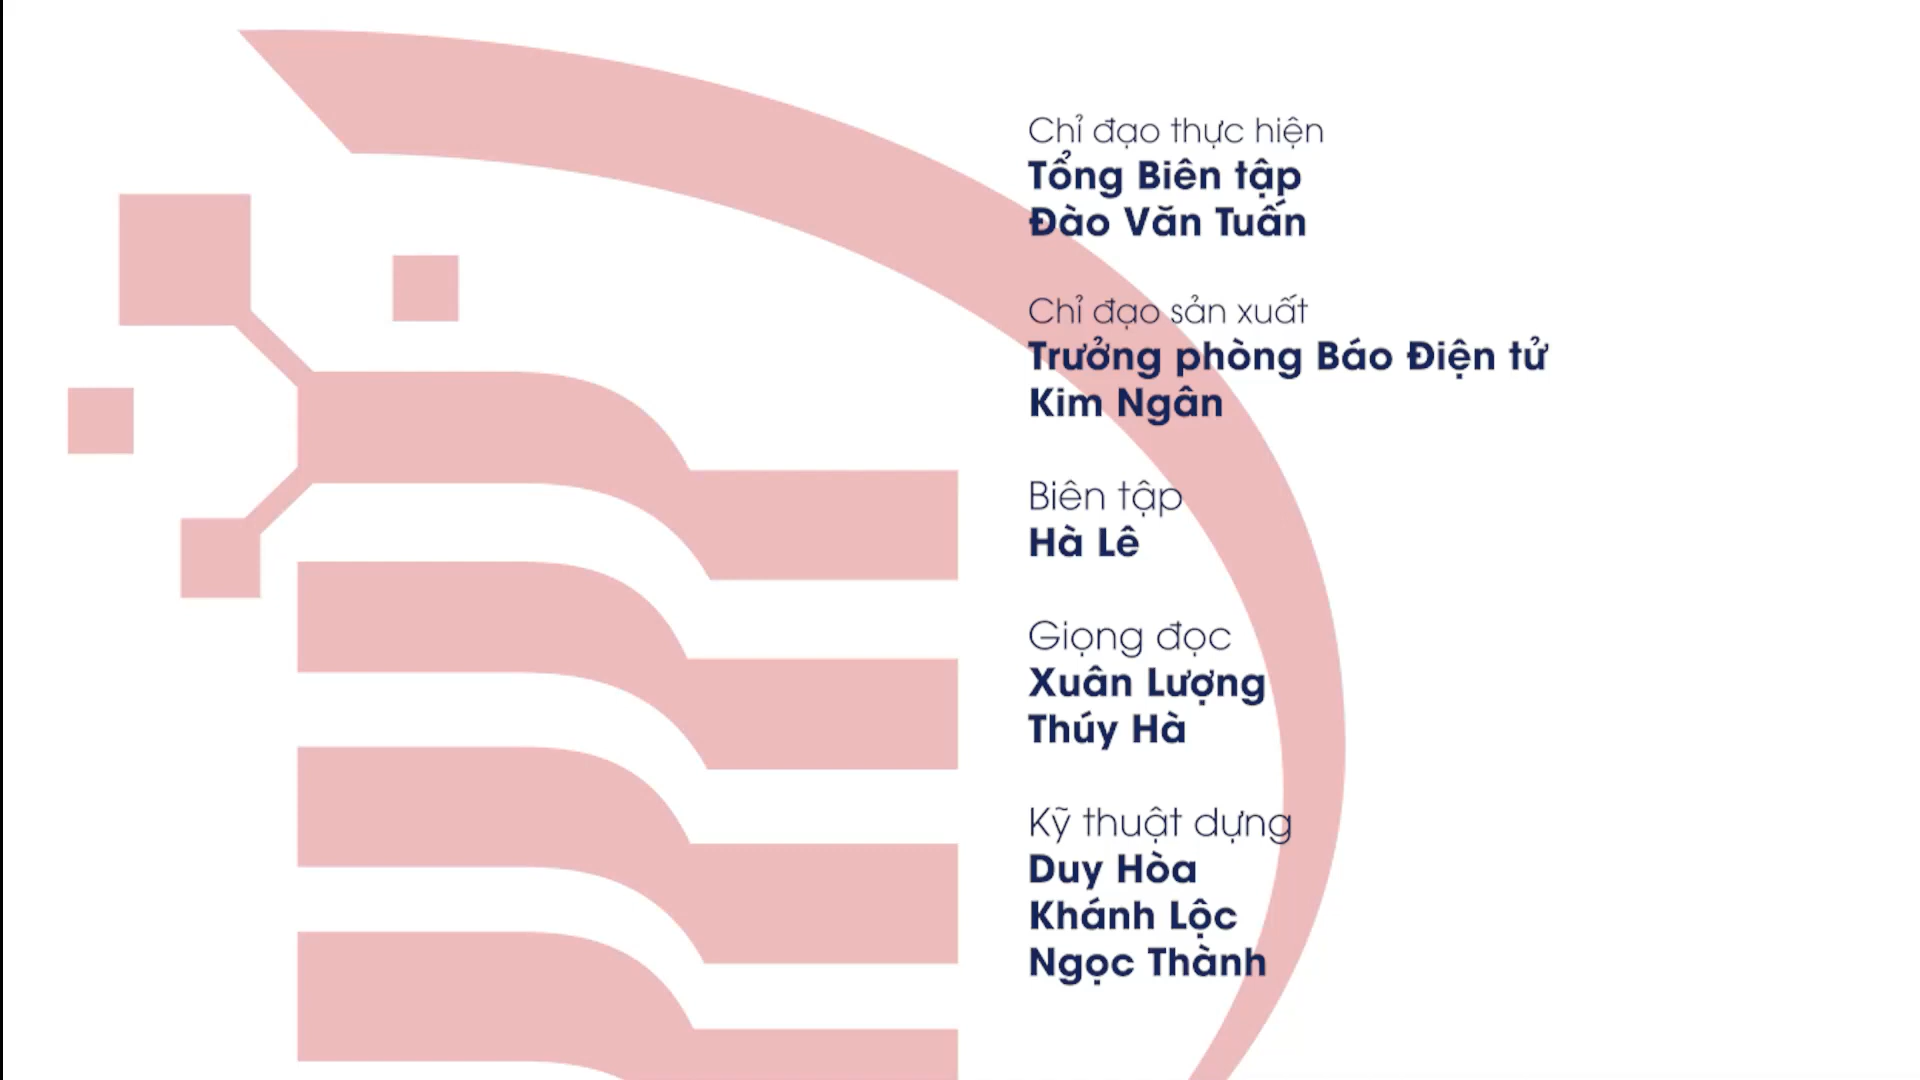 Chỉ đạo thực hiện
Tổng Biên tập
Đào Văn Tuấn
Chỉ đạo sản xuất
Trưởng phòng Báo Điện tử
Kim Ngân
Biên tập
Hà Lê
Giọng đọc
Xuân Lượng
Thúy Hà
Kỹ thuật dựng
Duy Hòa
Khánh Lộc
Ngọc Thành